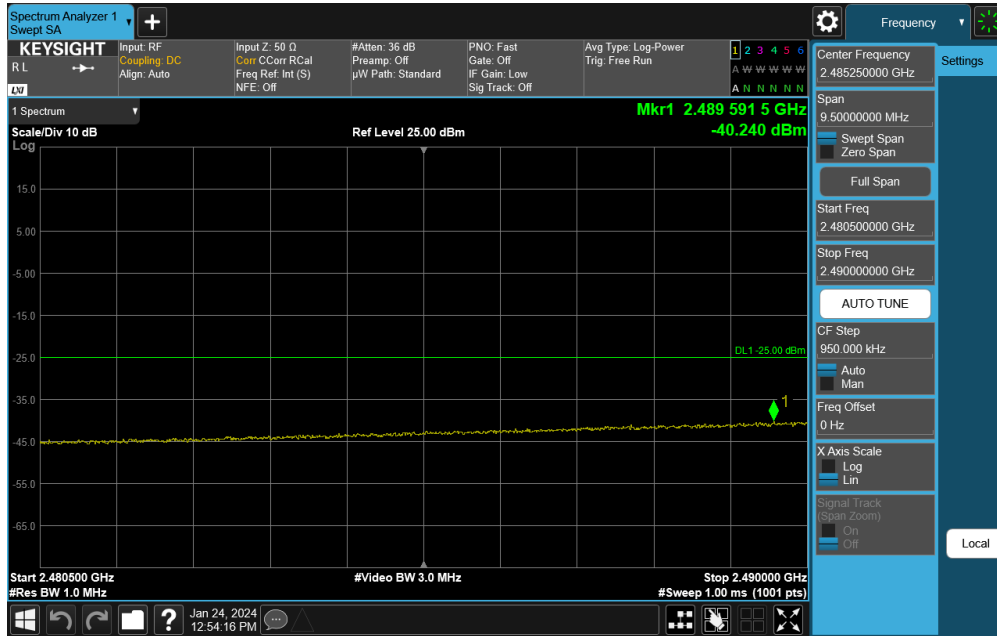 Spectrum Analyzer 1
Swept SA
Frequency
KEYSIGHT
R L
LXI
Input: RF
Coupling: DC
Align: Auto
Input Z: 50 Ω
Corr CCorr RCal
Freq Ref: Int (S)
NFE: Off
#Atten: 36 dB
Preamp: Off
µW Path: Standard
PNO: Fast
Gate: Off
IF Gain: Low
Sig Track: Off
Avg Type: Log-Power
Trig: Free Run
1 2 3 4 5 6
A W W W W W
A N N N N N
1 Spectrum
Mkr1 2.489 591 5 GHz
Scale/Div 10 dB
Ref Level 25.00 dBm
-40.240 dBm
Log
15.0
5.00
-5.00
-15.0
-25.0
-35.0
-45.0
-55.0
-65.0
DL1 -25.00 dBm
1
Start 2.480500 GHz
#Video BW 3.0 MHz
Stop 2.490000 GHz
#Res BW 1.0 MHz
#Sweep 1.00 ms (1001 pts)
Center Frequency
2.485250000 GHz
Settings
Span
9.50000000 MHz
Swept Span
Zero Span
Full Span
Start Freq
2.480500000 GHz
Stop Freq
2.490000000 GHz
AUTO TUNE
CF Step
950.000 kHz
Auto
Man
Freq Offset
0 Hz
X Axis Scale
Log
Lin
Signal Track
(Span Zoom)
On
Off
Local
?
Jan 24, 2024
12:54:16 PM